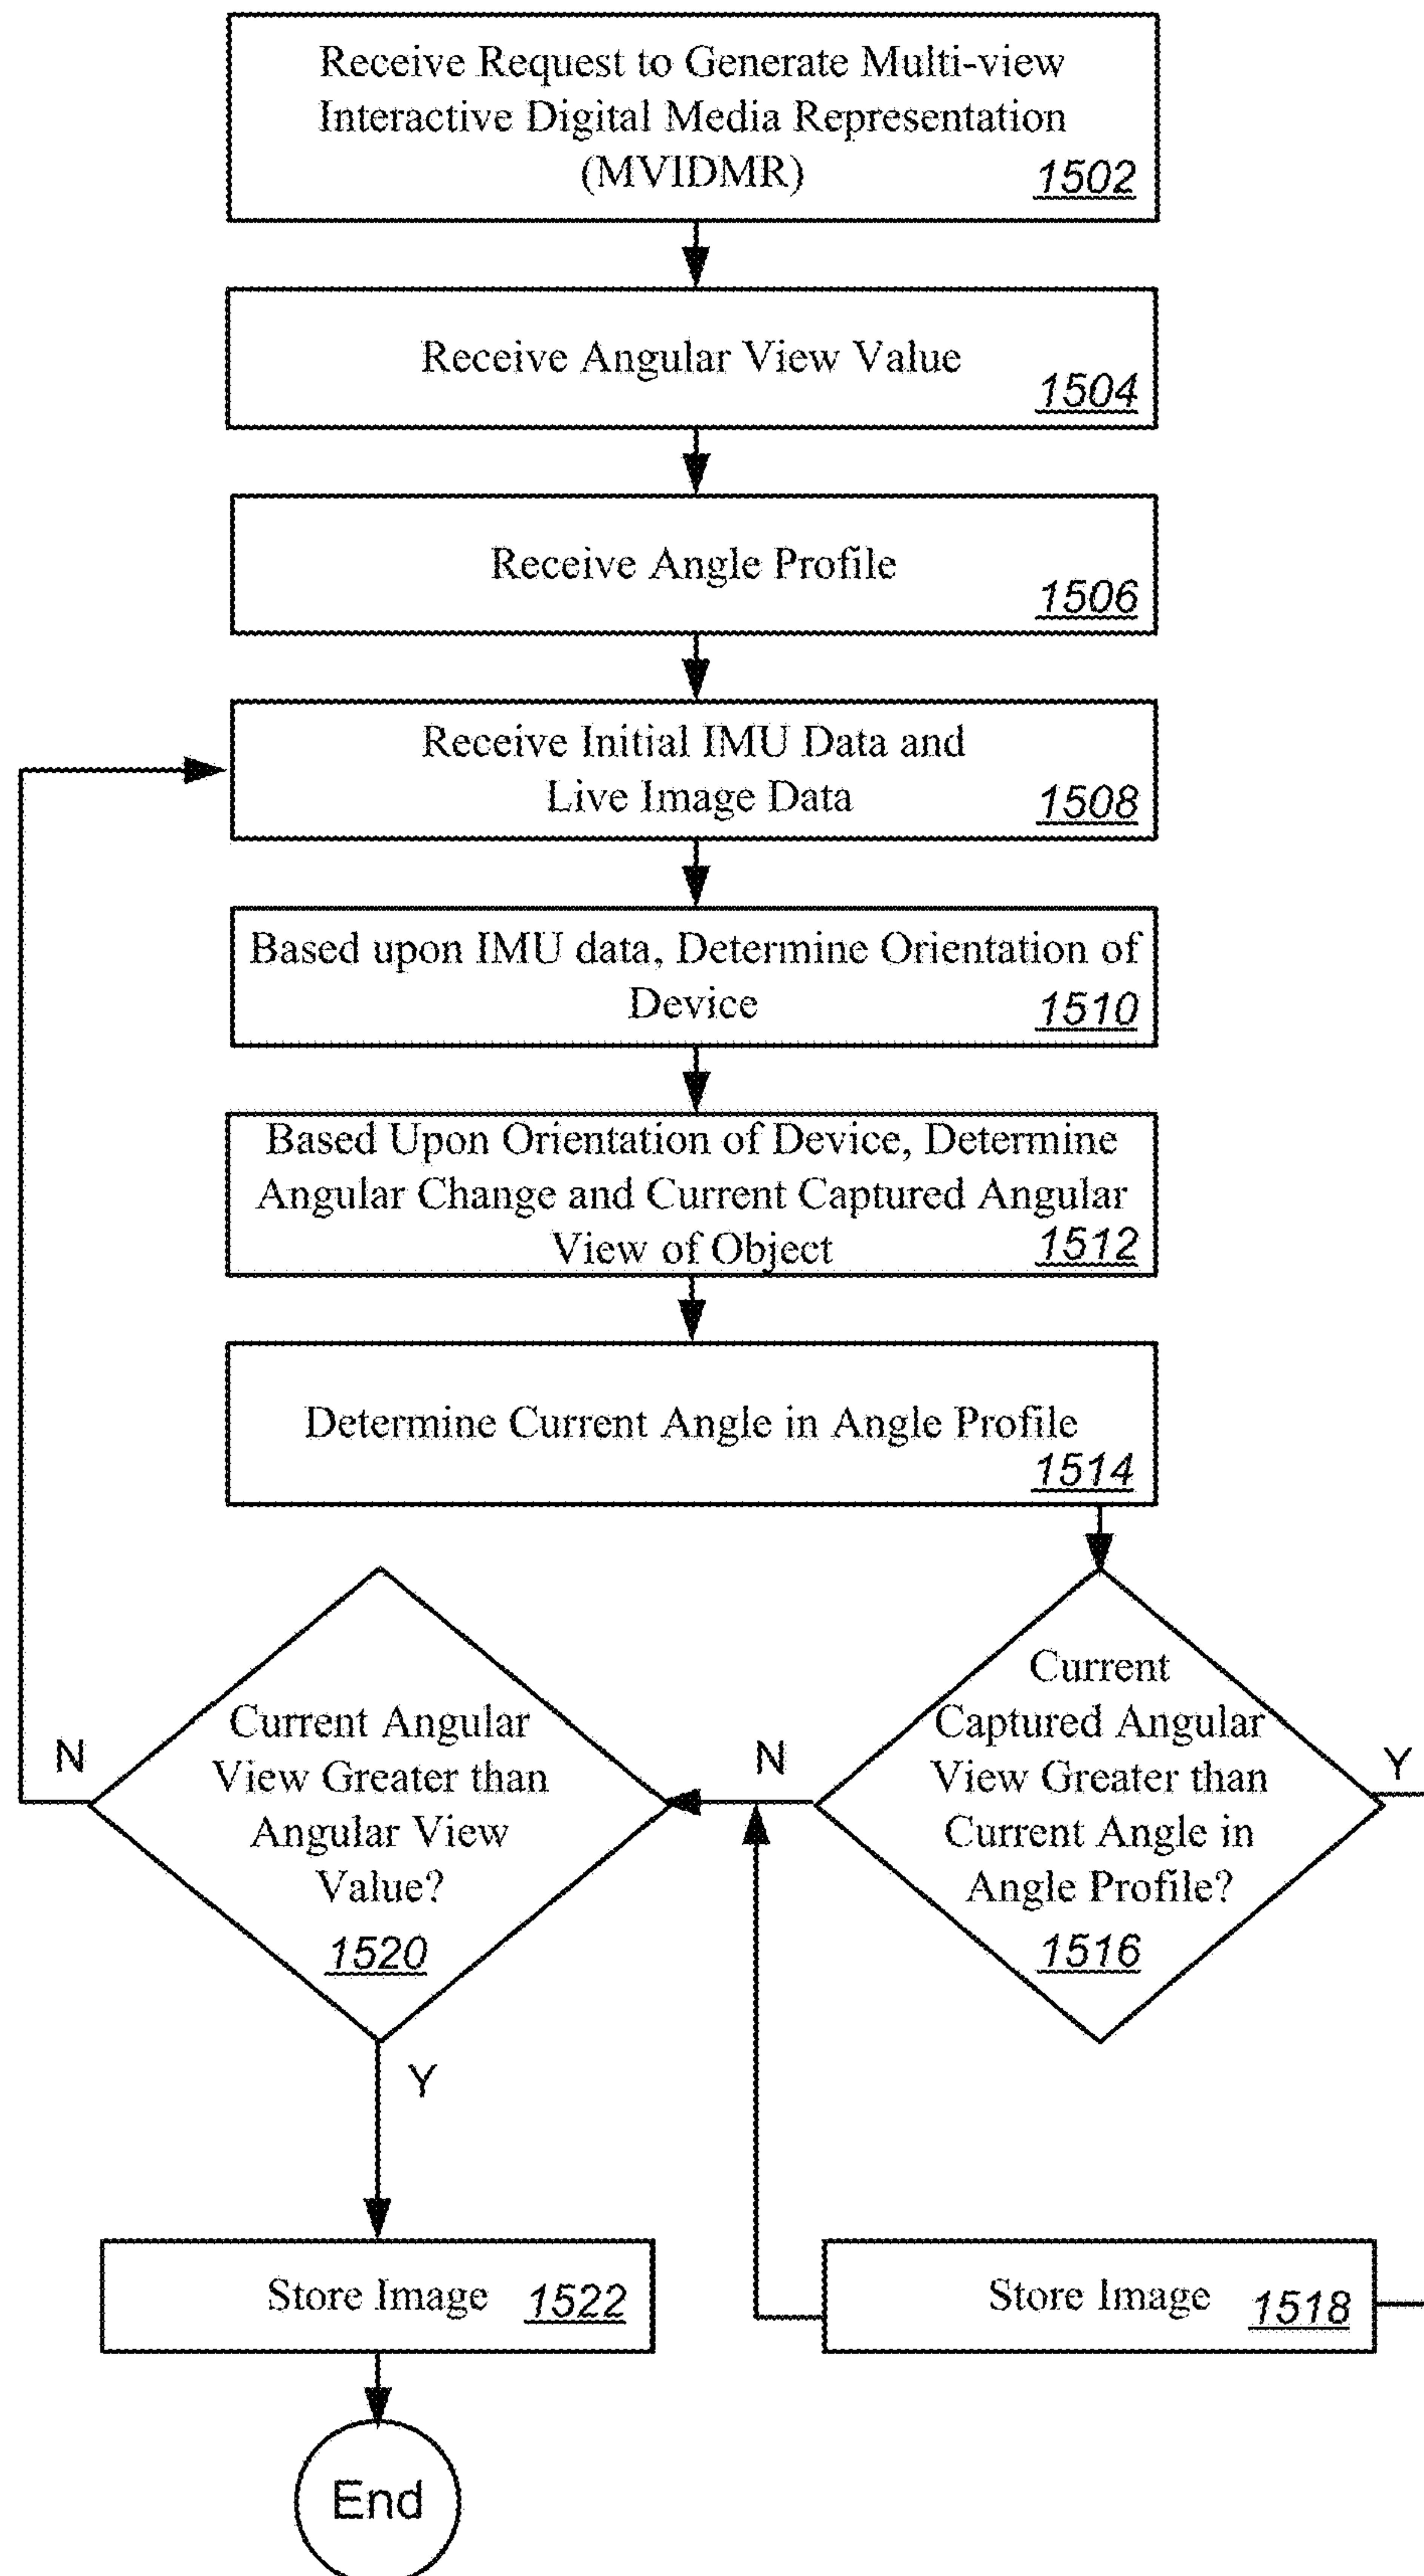 Receive Request to Generate Multi-view
Interactive Digital Media Representation
(MVIDMR)
1502
Receive Angular View Value
1504
Receive Angle Profile
1506
Receive Initial IMU Data and
Live Image Data
1508
Based upon IMU data, Determine Orientation of
Device
1510
Based Upon Orientation of Device, Determine
Angular Change and Current Captured Angular
View of Object
1512
Determine Current Angle in Angle Profile
1514
Current
Captured Angular
View Greater than
Current Angle in
Angle Profile?
1516
Y
N
Current Angular
View Greater than
Angular View
Value?
1520
N
Y
Store Image
1522
Store Image
1518
End